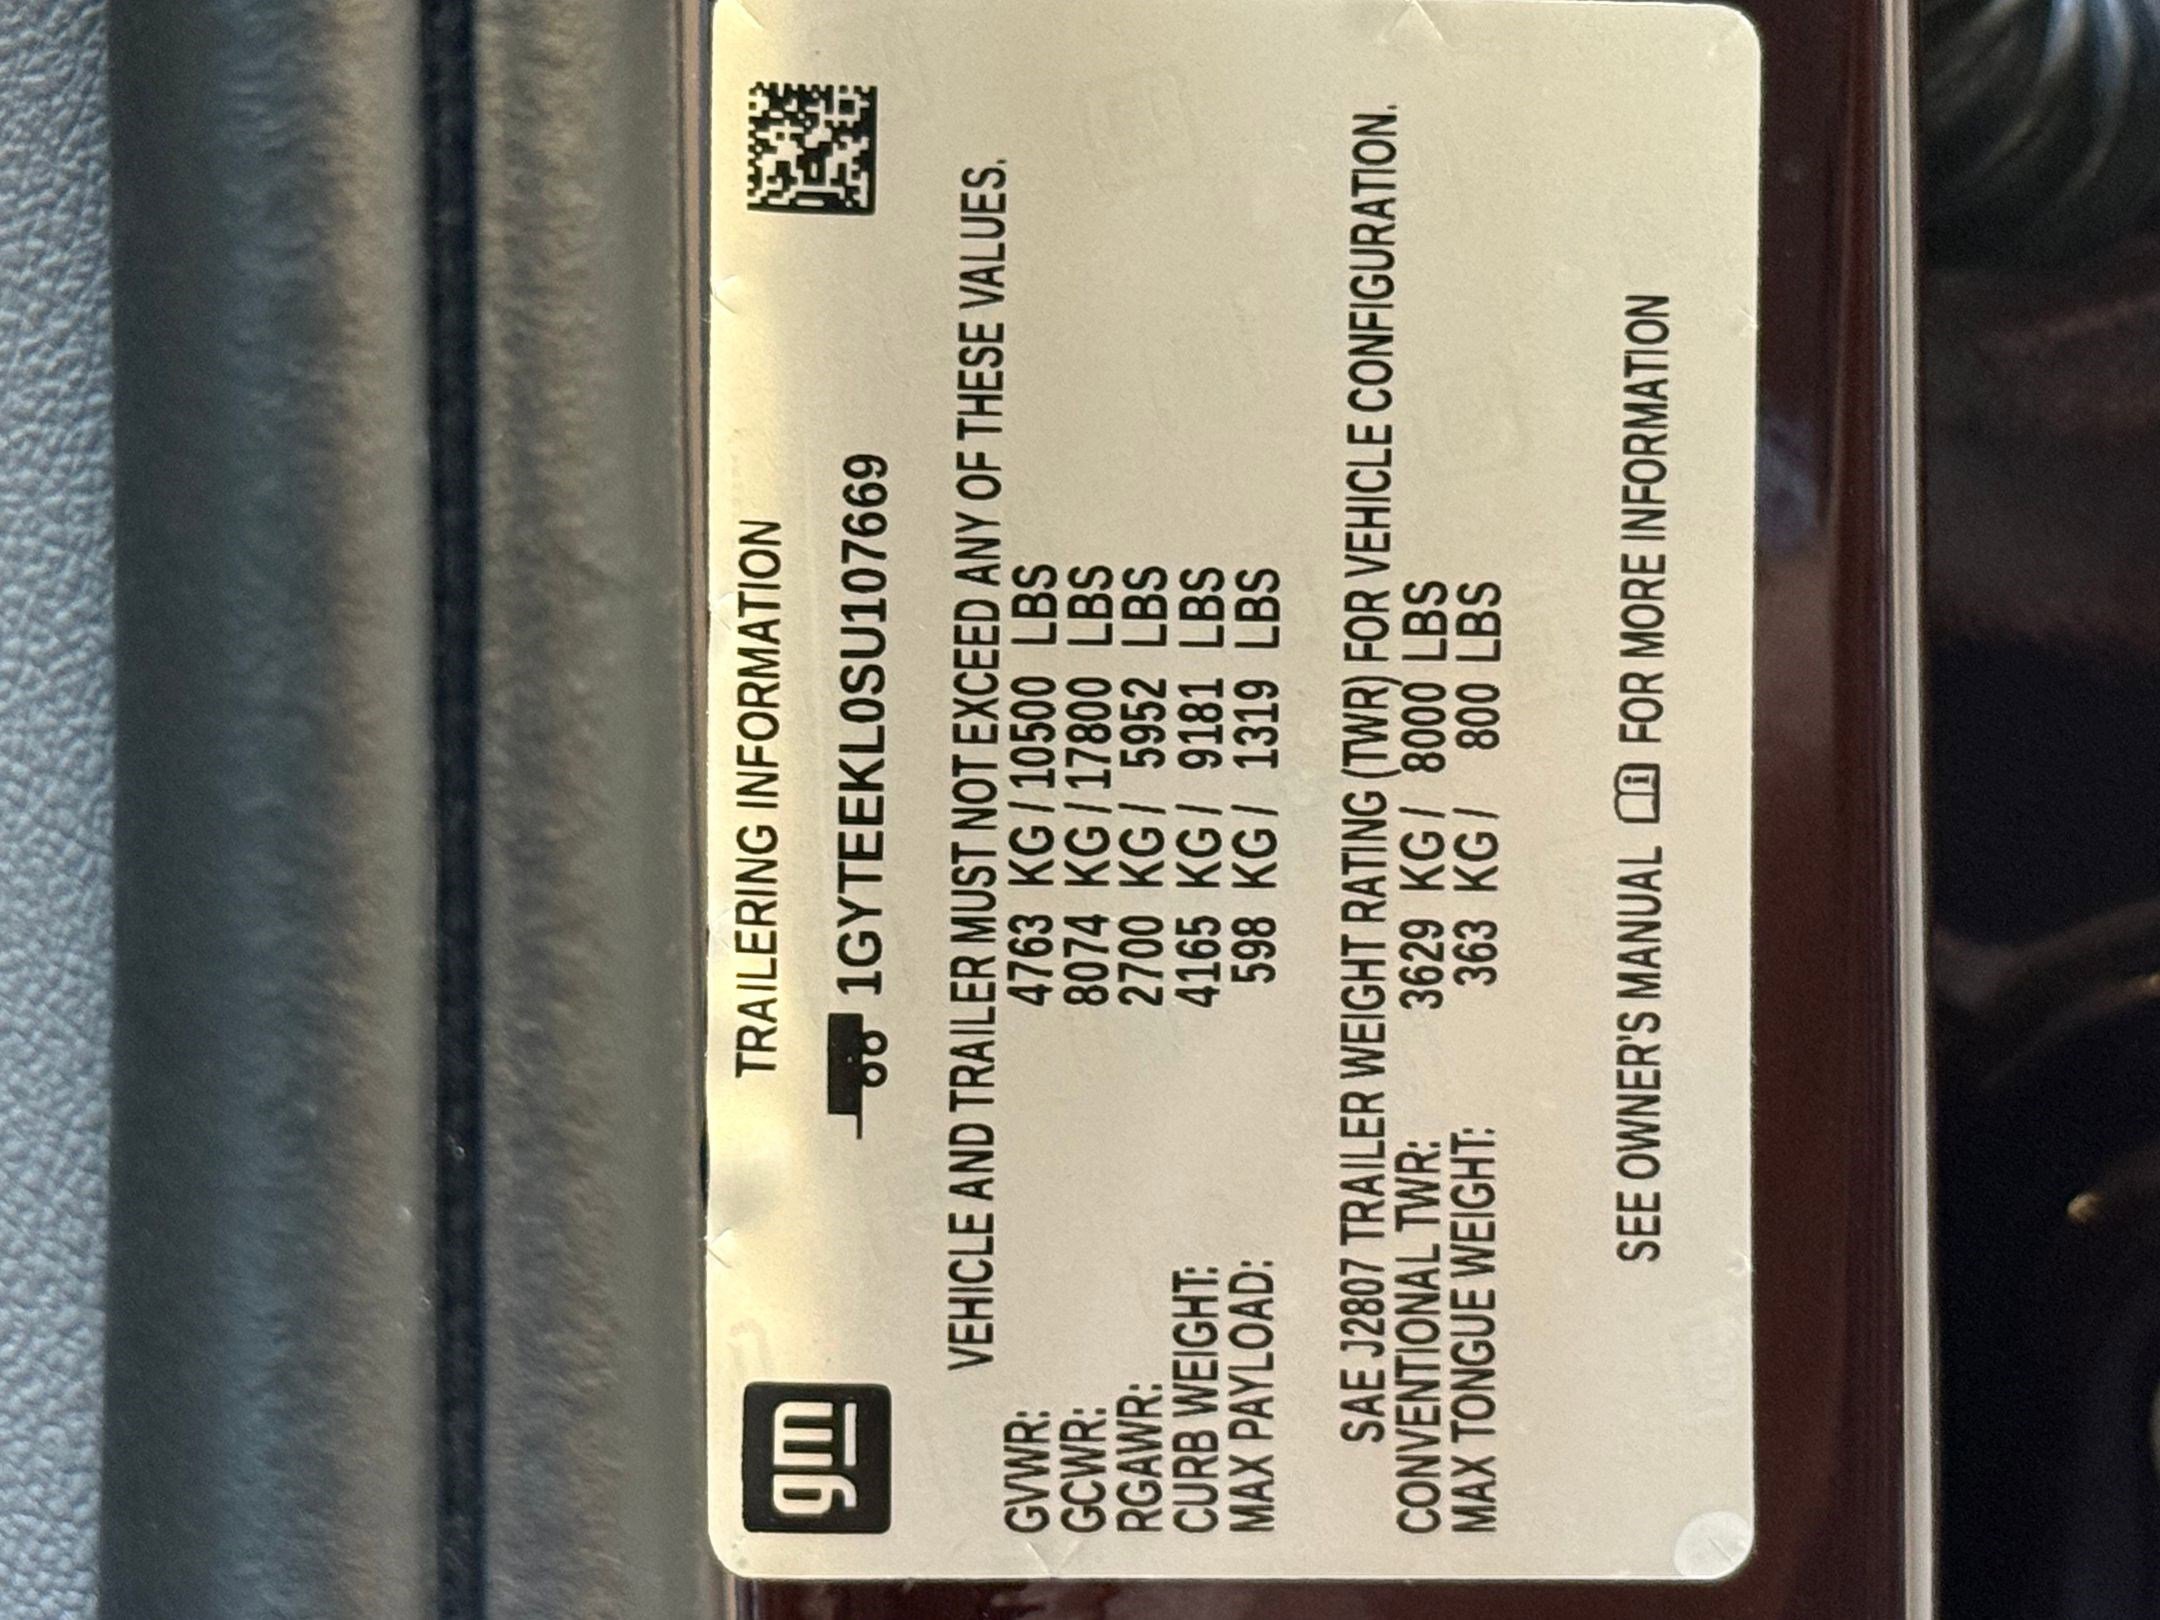 gm
TRAILERING INFORMATION
1GYTEEKL0SU107669
VEHICLE AND TRAILER MUST NOT EXCEED ANY OF THESE VALUES.
GVWR: 4763 KG / 10500 LBS
GCWR: 8074 KG / 17800 LBS
RGAWR: 2700 KG / 5952 LBS
CURB WEIGHT: 4165 KG / 9181 LBS
MAX PAYLOAD: 598 KG / 1319 LBS
SAE J2807 TRAILER WEIGHT RATING (TWR) FOR VEHICLE CONFIGURATION.
CONVENTIONAL TWR: 3629 KG / 8000 LBS
MAX TONGUE WEIGHT: 363 KG / 800 LBS
SEE OWNER'S MANUAL FOR MORE INFORMATION